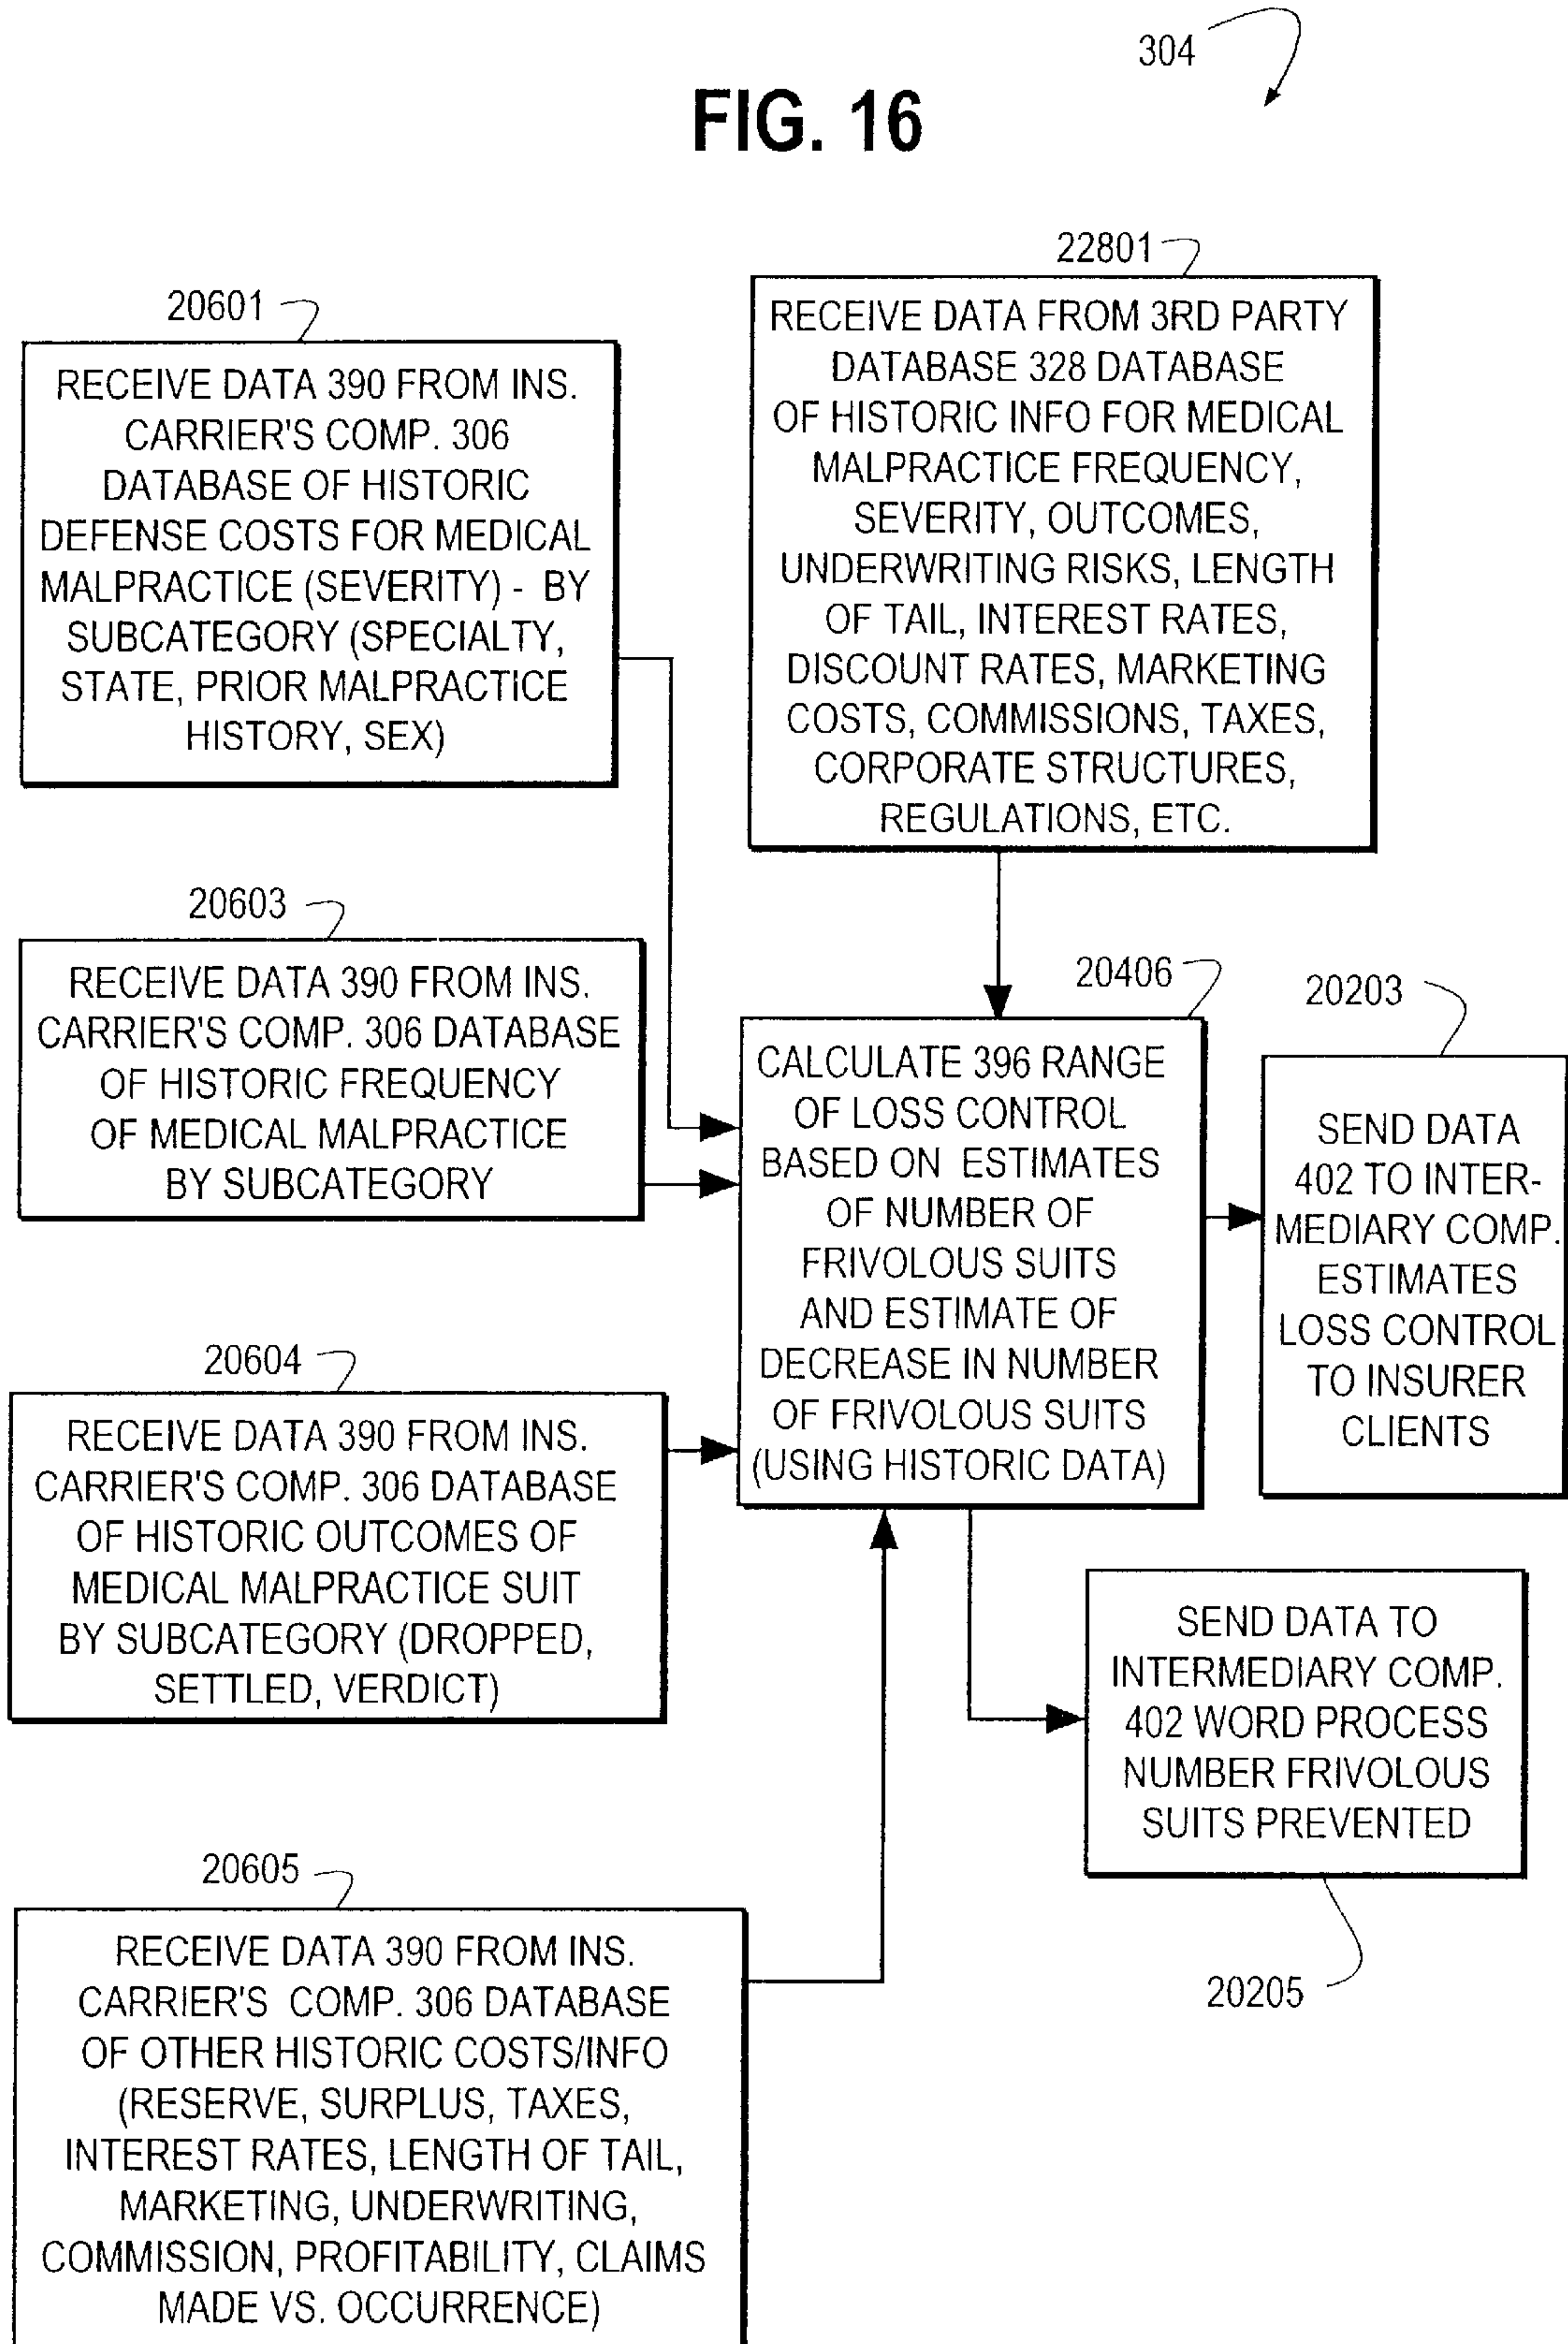 304
FIG. 16
20601
RECEIVE DATA 390 FROM INS.
CARRIER'S COMP. 306
DATABASE OF HISTORIC
DEFENSE COSTS FOR MEDICAL
MALPRACTICE (SEVERITY) - BY
SUBCATEGORY (SPECIALTY,
STATE, PRIOR MALPRACTICE
HISTORY, SEX)
22801
RECEIVE DATA FROM 3RD PARTY
DATABASE 328 DATABASE
OF HISTORIC INFO FOR MEDICAL
MALPRACTICE FREQUENCY,
SEVERITY, OUTCOMES,
UNDERWRITING RISKS, LENGTH
OF TAIL, INTEREST RATES,
DISCOUNT RATES, MARKETING
COSTS, COMMISSIONS, TAXES,
CORPORATE STRUCTURES,
REGULATIONS, ETC.
20603
RECEIVE DATA 390 FROM INS.
CARRIER'S COMP. 306 DATABASE
OF HISTORIC FREQUENCY
OF MEDICAL MALPRACTICE
BY SUBCATEGORY
20406
CALCULATE 396 RANGE
OF LOSS CONTROL
BASED ON ESTIMATES
OF NUMBER OF
FRIVOLOUS SUITS
AND ESTIMATE OF
DECREASE IN NUMBER
OF FRIVOLOUS SUITS
(USING HISTORIC DATA)
20203
SEND DATA
402 TO INTER-
MEDIARY COMP.
ESTIMATES
LOSS CONTROL
TO INSURER
CLIENTS
20604
RECEIVE DATA 390 FROM INS.
CARRIER'S COMP. 306 DATABASE
OF HISTORIC OUTCOMES OF
MEDICAL MALPRACTICE SUIT
BY SUBCATEGORY (DROPPED,
SETTLED, VERDICT)
SEND DATA TO
INTERMEDIARY COMP.
402 WORD PROCESS
NUMBER FRIVOLOUS
SUITS PREVENTED
20205
20605
RECEIVE DATA 390 FROM INS.
CARRIER'S COMP. 306 DATABASE
OF OTHER HISTORIC COSTS/INFO
(RESERVE, SURPLUS, TAXES,
INTEREST RATES, LENGTH OF TAIL,
MARKETING, UNDERWRITING,
COMMISSION, PROFITABILITY, CLAIMS
MADE VS. OCCURRENCE)